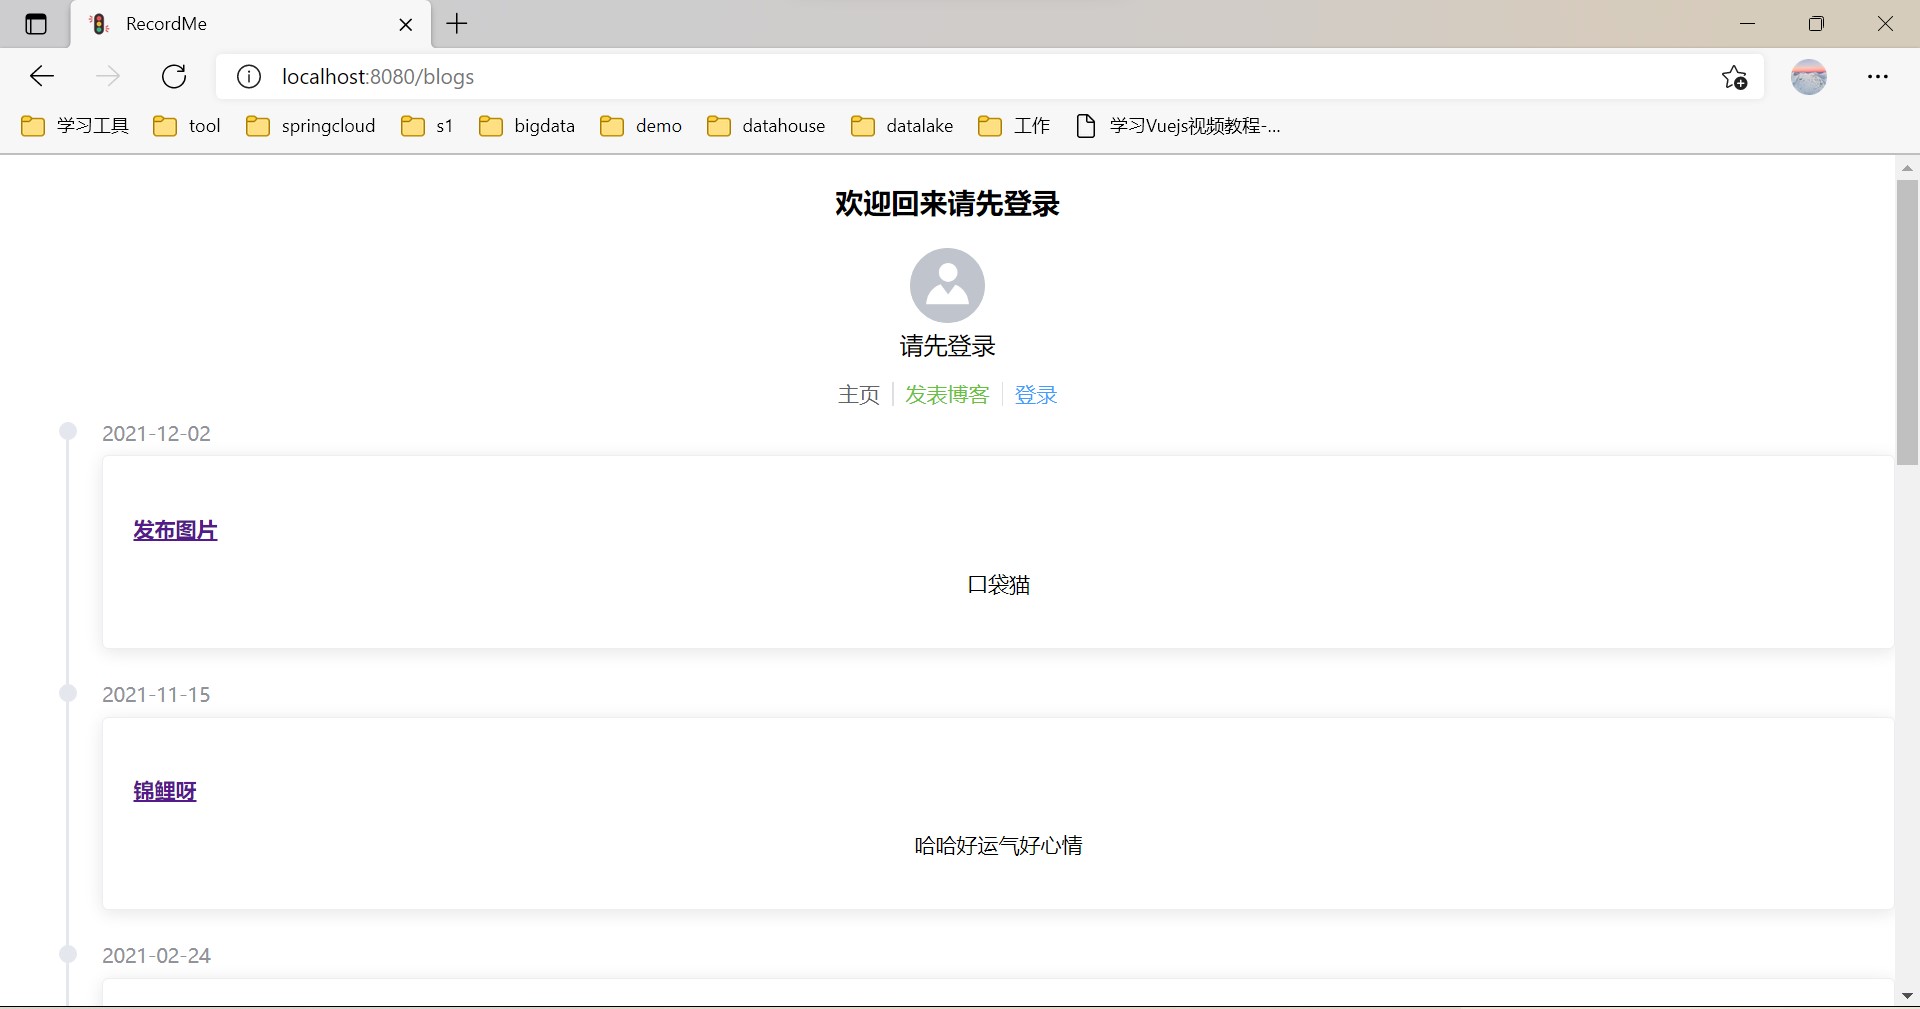 RecordMe
localhost:8080/blogs
学习工具 tool springcloud s1 bigdata demo datahouse datalake 工作 学习Vuejs视频教程-...
欢迎回来请先登录
请先登录
主页 发表博客 登录
2021-12-02
发布图片
口袋猫
2021-11-15
锦鲤呀
哈哈好运气好心情
2021-02-24